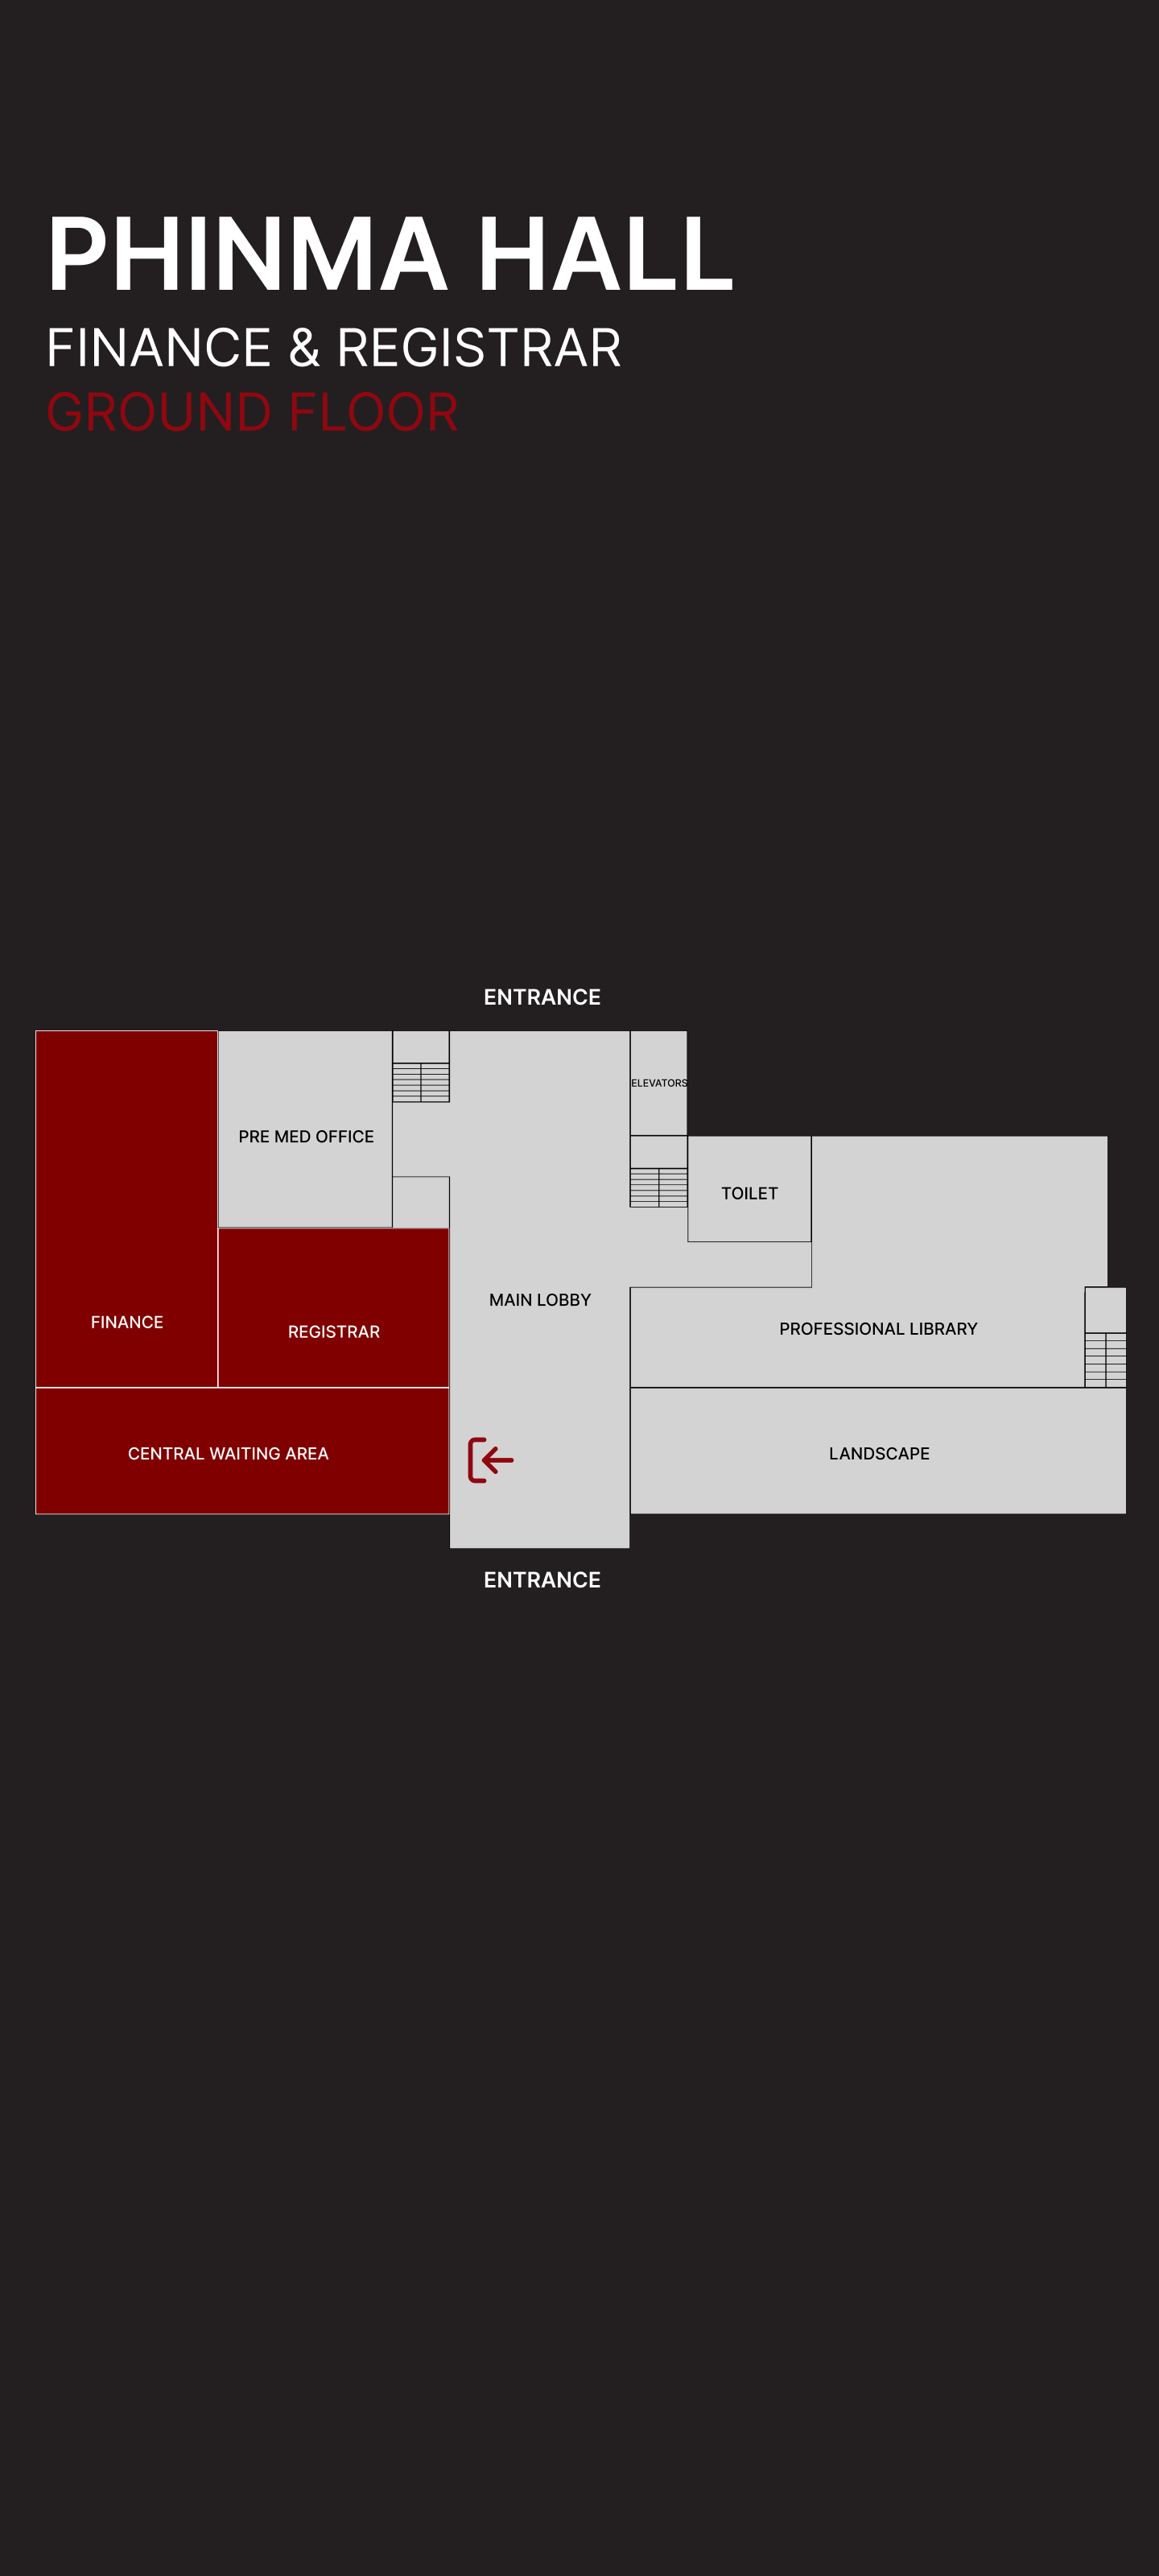 PHINMA HALL
FINANCE & REGISTRAR
GROUND FLOOR
ENTRANCE
ELEVATORS
PRE MED OFFICE
TOILET
MAIN LOBBY
FINANCE
REGISTRAR
PROFESSIONAL LIBRARY
CENTRAL WAITING AREA
LANDSCAPE
ENTRANCE